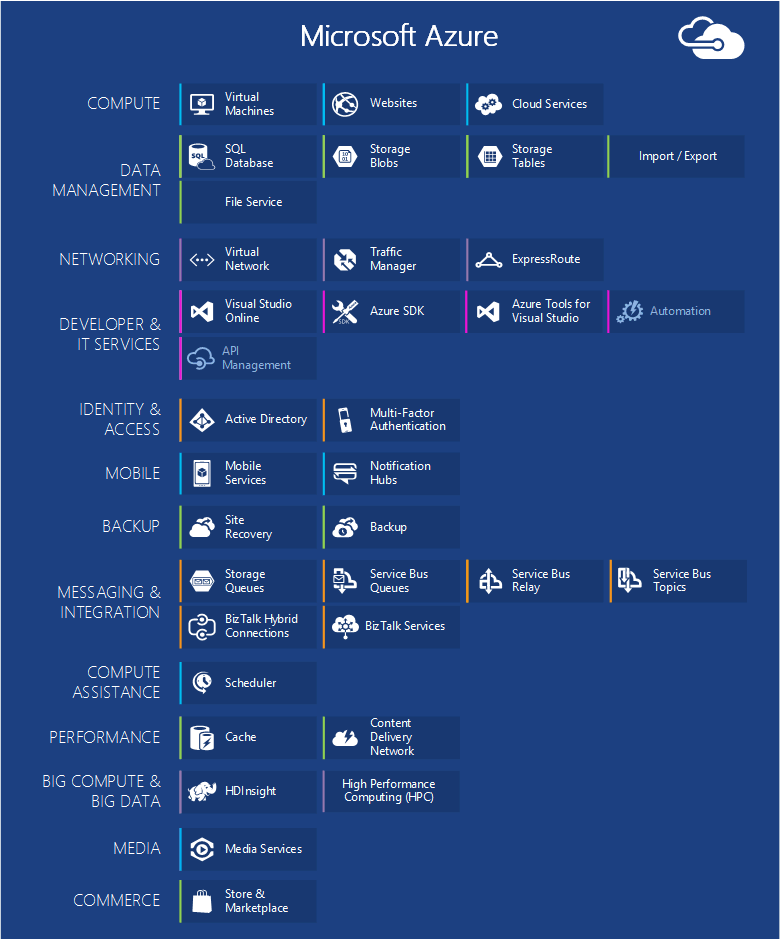 Microsoft Azure
COMPUTE
Virtual
Machines
Websites
Cloud Services
DATA
MANAGEMENT
SQL
SQL
Database
10
01
Storage
Blobs
Storage
Tables
Import / Export
File Service
NETWORKING
Virtual
Network
Traffic
Manager
ExpressRoute
DEVELOPER &
IT SERVICES
Visual Studio
Online
SDK
Azure SDK
Azure Tools for
Visual Studio
Automation
API
Management
IDENTITY &
ACCESS
Active Directory
Multi-Factor
Authentication
MOBILE
Mobile
Services
Notification
Hubs
BACKUP
Site
Recovery
Backup
MESSAGING &
INTEGRATION
Storage
Queues
Service Bus
Queues
Service Bus
Relay
Service Bus
Topics
BizTalk Hybrid
Connections
BizTalk Services
COMPUTE
ASSISTANCE
Scheduler
PERFORMANCE
Cache
Content
Delivery
Network
BIG COMPUTE &
BIG DATA
HDInsight
High Performance
Computing (HPC)
MEDIA
Media Services
COMMERCE
Store &
Marketplace